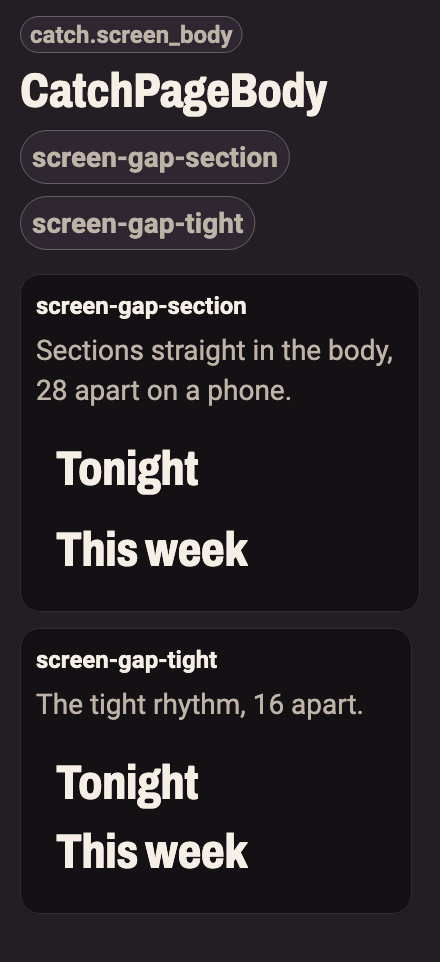 catch.screen_body
CatchPageBody
screen-gap-section
screen-gap-tight
screen-gap-section
Sections straight in the body,
28 apart on a phone.
Tonight
This week
screen-gap-tight
The tight rhythm, 16 apart.
Tonight
This week